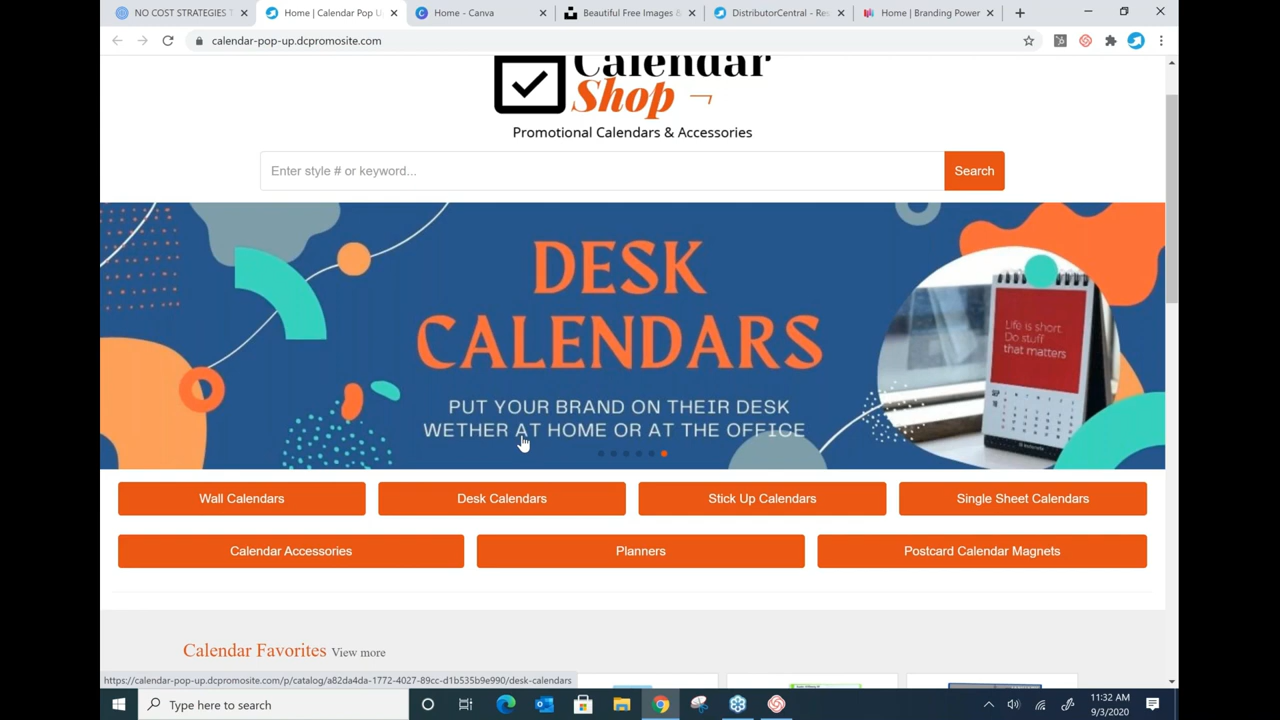 NO COST STRATEGIES T
Home | Calendar Pop U
Home - Canva
Beautiful Free Images &
DistributorCentral - Re
Home | Branding Power
calendar-pop-up.dcpromosite.com
Calendar
Shop
Promotional Calendars & Accessories
Enter style # or keyword...
Search
DESK
CALENDARS
PUT YOUR BRAND ON THEIR DESK
WETHER AT HOME OR AT THE OFFICE
Life is short.
Do stuff
that matters
Wall Calendars
Desk Calendars
Stick Up Calendars
Single Sheet Calendars
Calendar Accessories
Planners
Postcard Calendar Magnets
Calendar Favorites View more
https://calendar-pop-up.dcpromosite.com/p/catalog/a82da4da-1772-4027-89cc-d1b535b9e990/desk-calendars
Type here to search
11:32 AM
9/3/2020